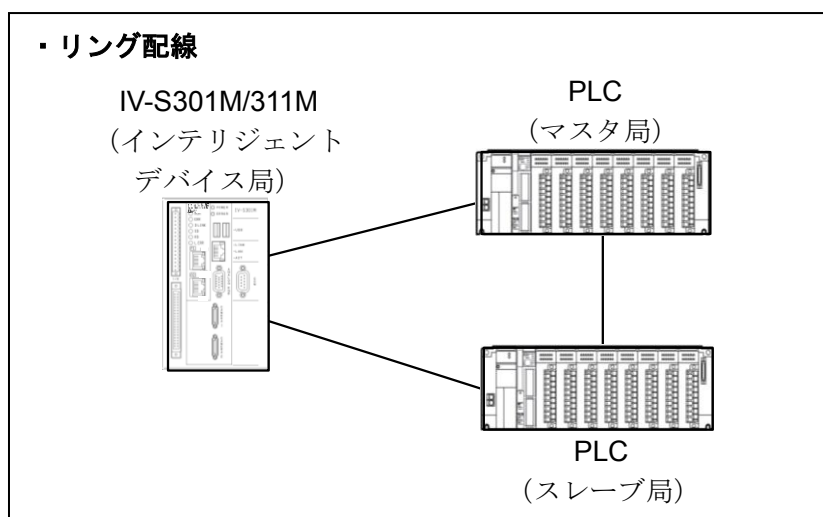 ・リング配線
IV-S301M/311M
（インテリジェント
デバイス局）
PLC
（マスタ局）
PLC
（スレーブ局）